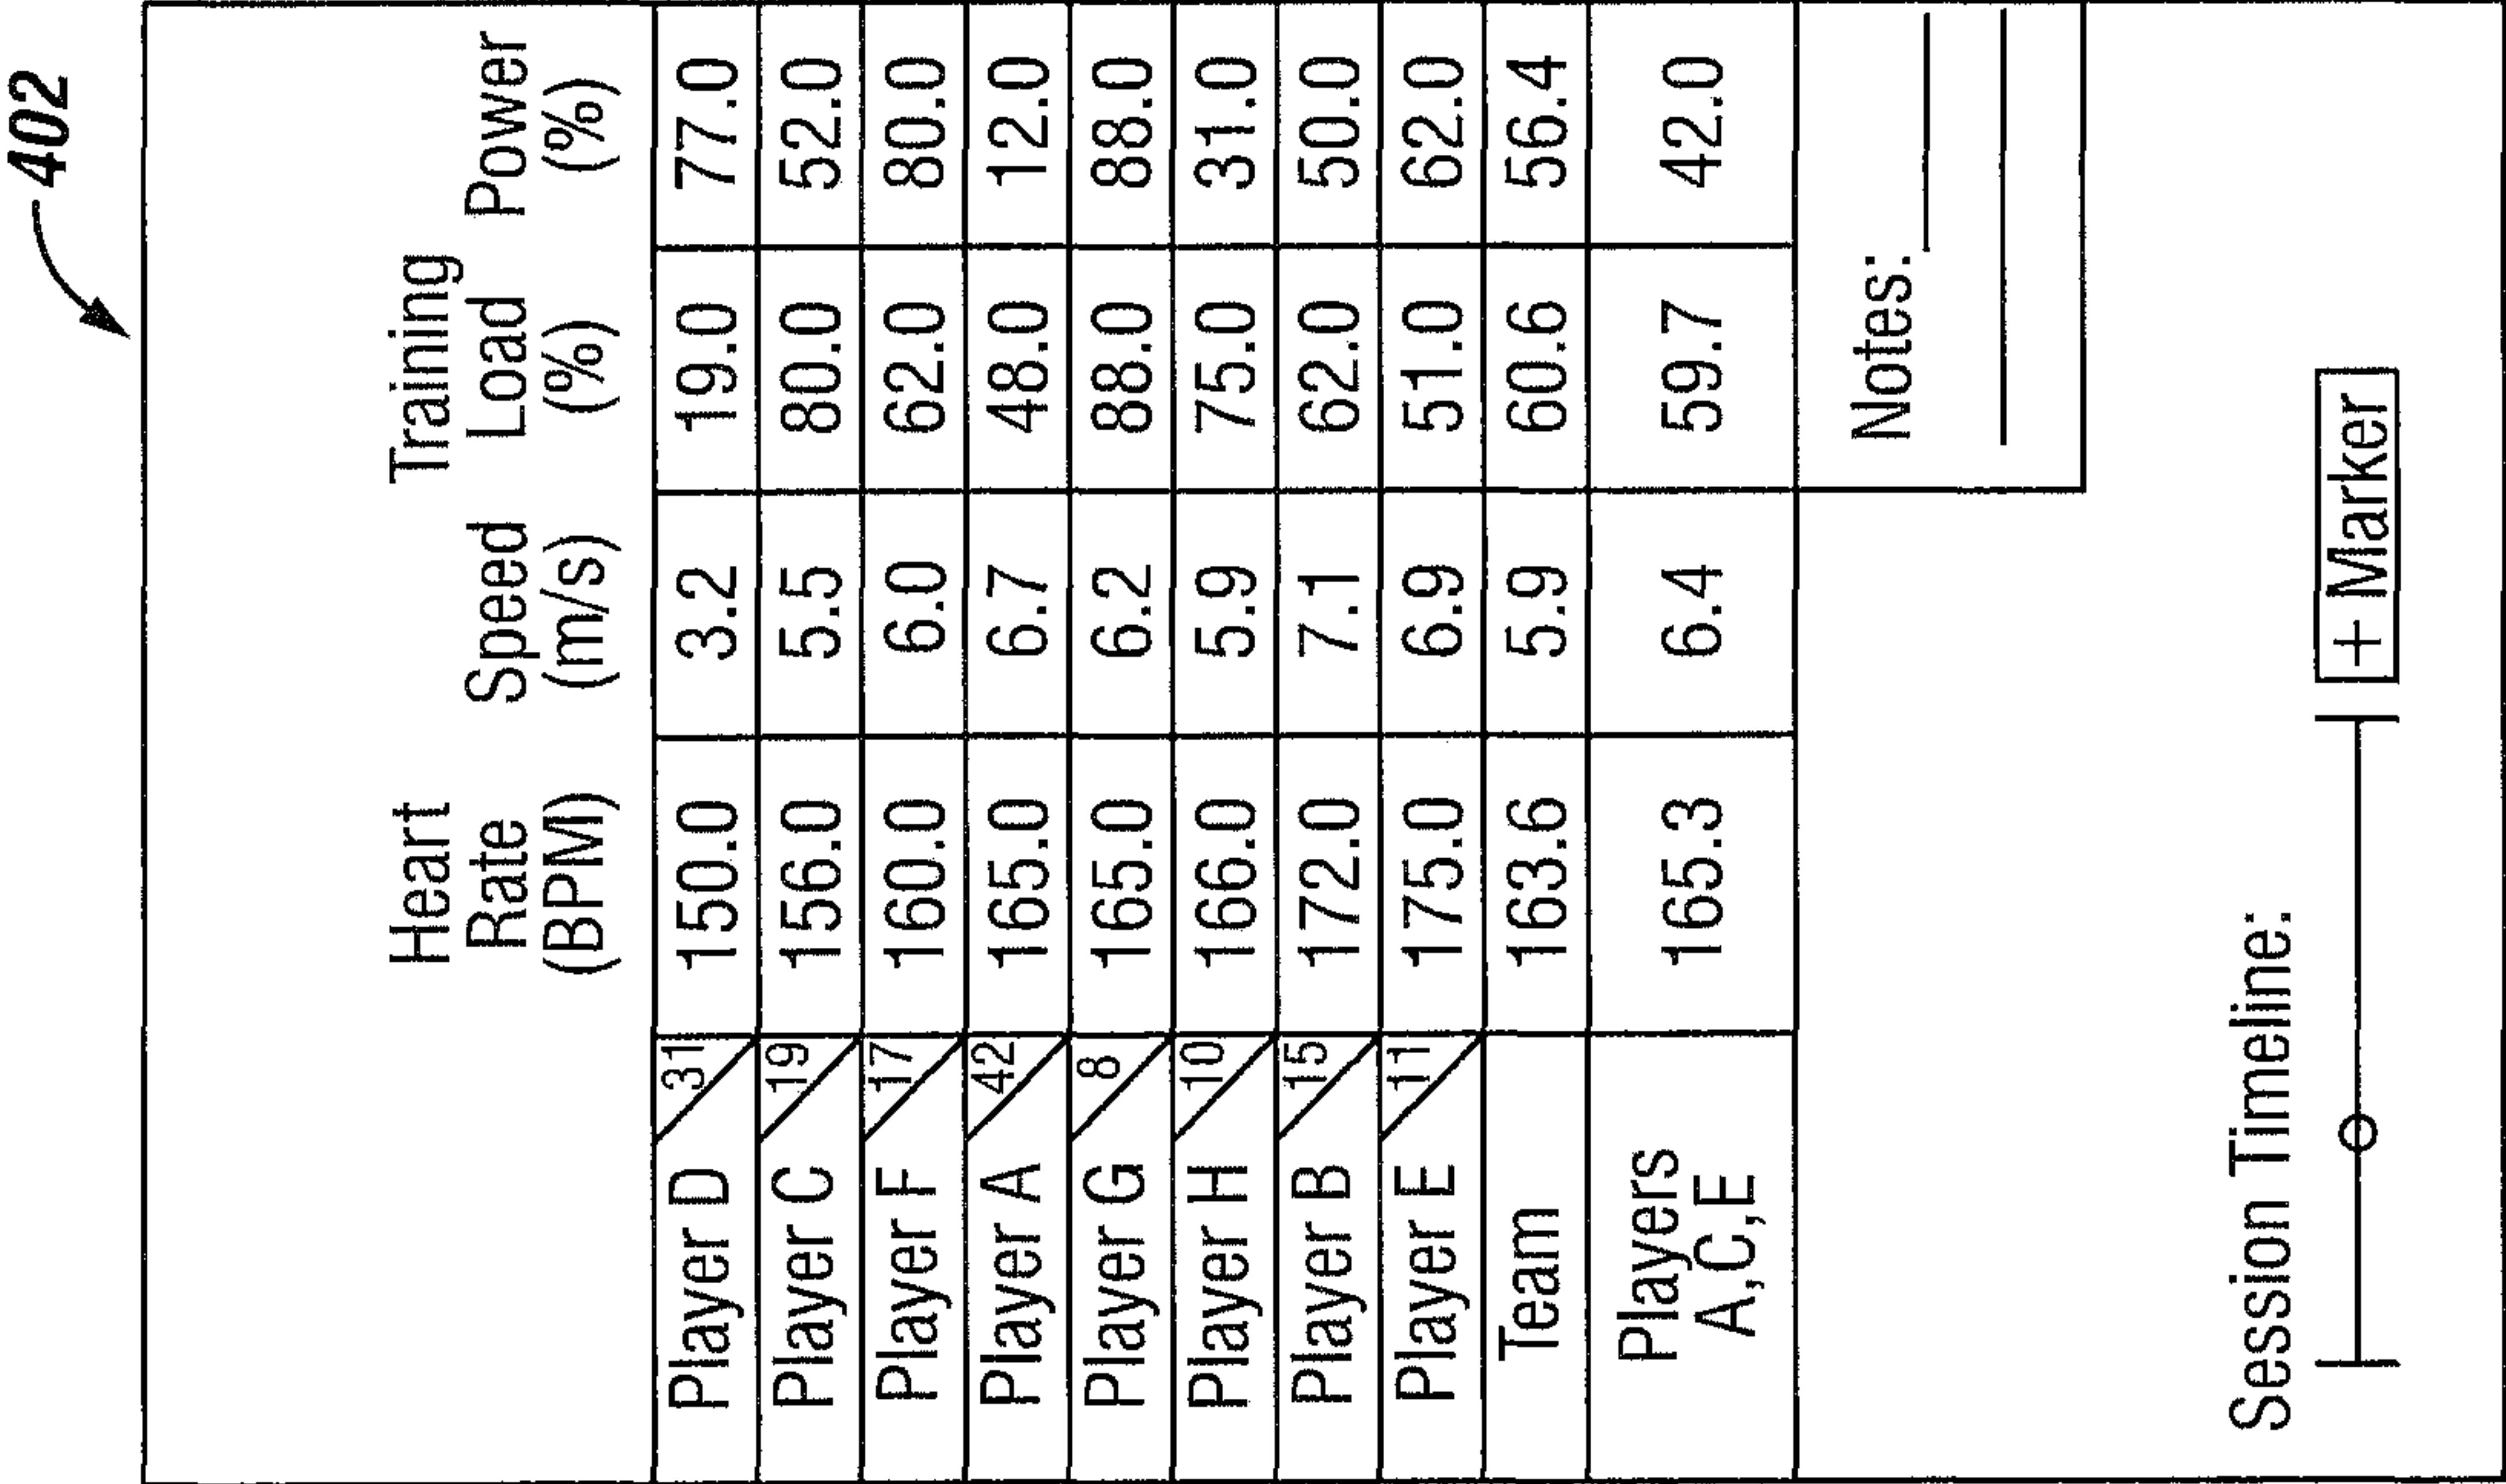 402
Heart Rate (BPM) Speed (m/s) Training Load (%) Power (%)
Player D 31 150.0 3.2 19.0 77.0
Player C 19 156.0 5.5 80.0 52.0
Player F 17 160.0 6.0 62.0 80.0
Player A 42 165.0 6.7 48.0 12.0
Player G 8 165.0 6.2 88.0 88.0
Player H 10 166.0 5.9 75.0 31.0
Player B 15 172.0 7.1 62.0 50.0
Player E 11 175.0 6.9 51.0 62.0
Team 163.6 5.9 60.6 56.4
Players A,C,E 165.3 6.4 59.7 42.0
Notes:
Session Timeline:
+ Marker